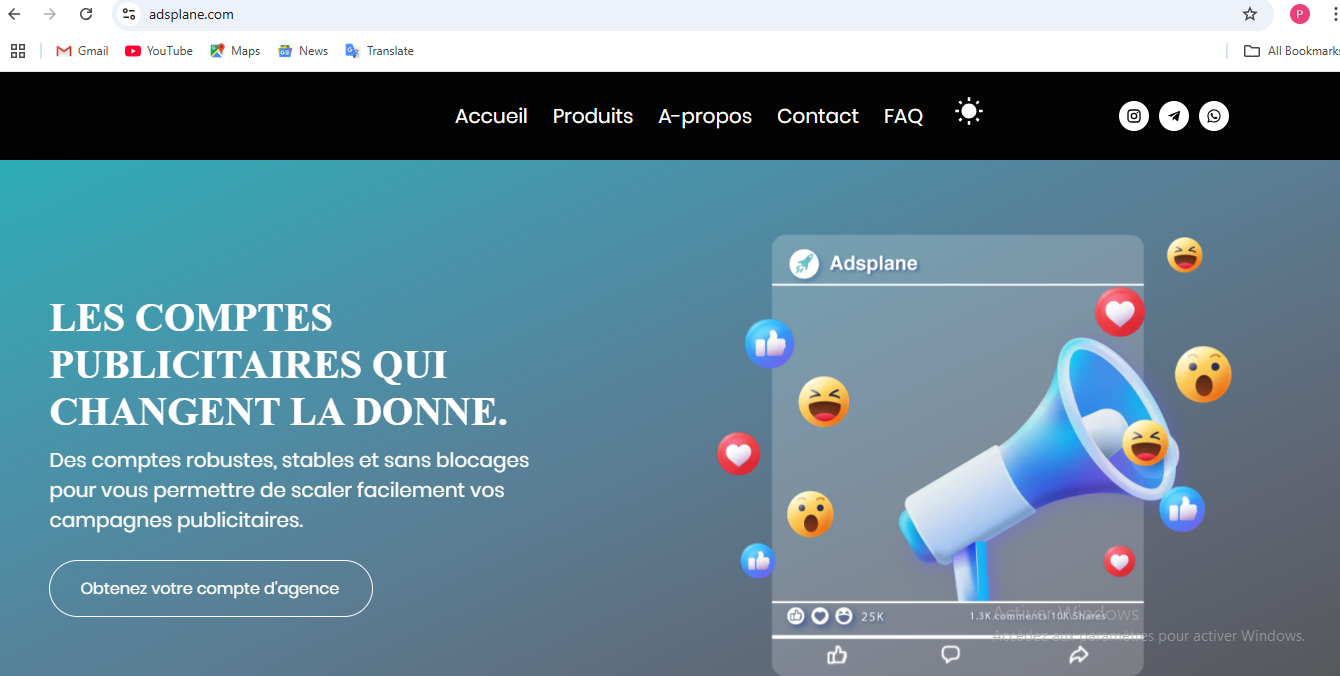 adsplane.com
P
Gmail
YouTube
Maps
News
Translate
All Bookmarks
Accueil
Produits
A-propos
Contact
FAQ
Adsplane
LES COMPTES
PUBLICITAIRES QUI
CHANGENT LA DONNE.
Des comptes robustes, stables et sans blocages
pour vous permettre de scaler facilement vos
campagnes publicitaires.
Obtenez votre compte d'agence
25K
1.3K comments 10K Shares
Activer Windows
Accédez aux paramètres pour activer Windows.